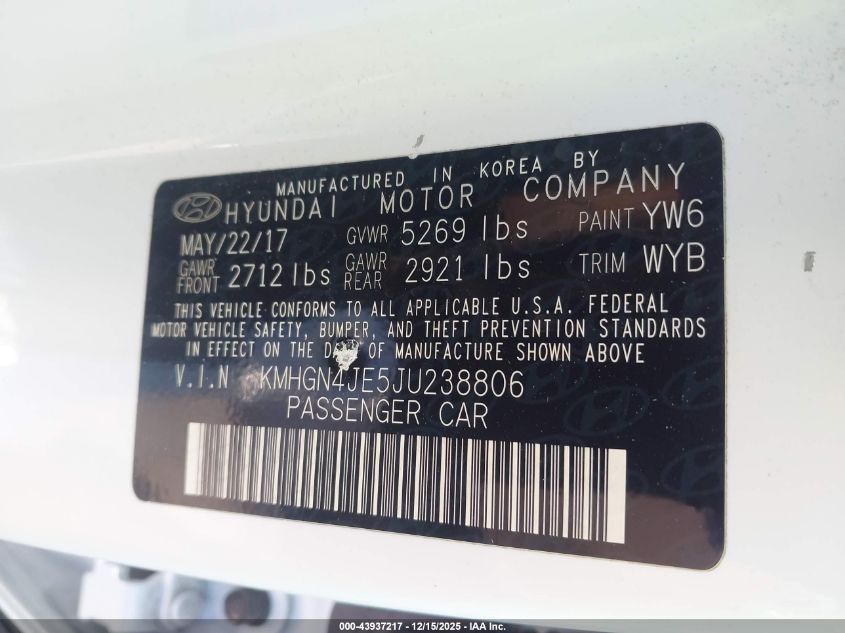 MANUFACTURED IN KOREA BY
HYUNDAI MOTOR COMPANY
MAY/22/17 GVWR 5269 lbs PAINT YW6
GAWR FRONT 2712 lbs GAWR REAR 2921 lbs TRIM WYB
THIS VEHICLE CONFORMS TO ALL APPLICABLE U.S.A. FEDERAL
MOTOR VEHICLE SAFETY, BUMPER, AND THEFT PREVENTION STANDARDS
IN EFFECT ON THE DATE OF MANUFACTURE SHOWN ABOVE
V.I.N KMHGN4JE5JU238806
PASSENGER CAR
000-43937217 - 12/15/2025 - IAA Inc.